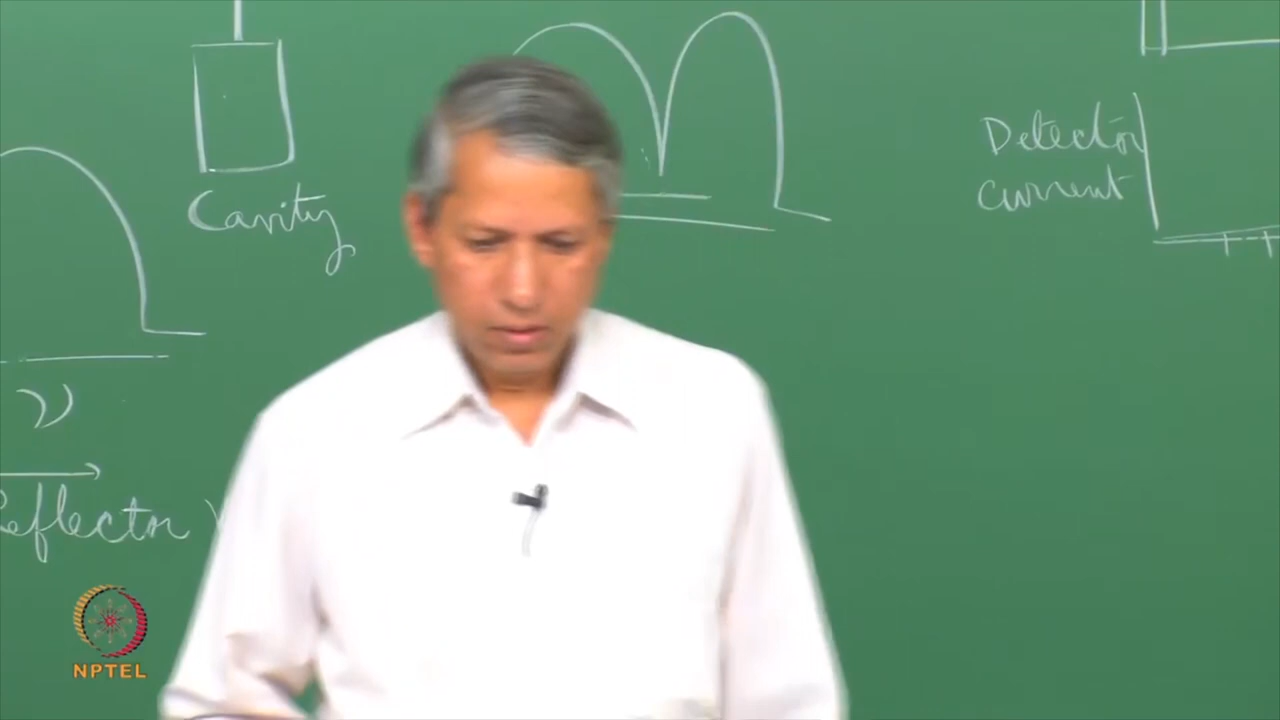 Cavity
Detector
current
ν
Reflector V
NPTEL